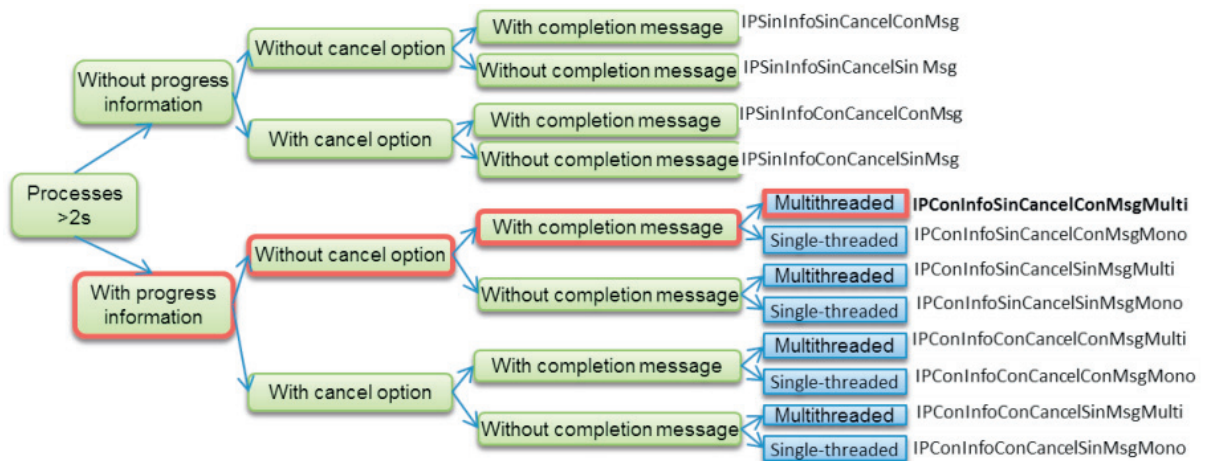 Without cancel option
With completion message
IPSinInfoSinCancelConMsg
Without completion message
IPSinInfoSinCancelSin Msg
Without progress
information
With cancel option
With completion message
IPSinInfoConCancelConMsg
Without completion message
IPSinInfoConCancelSinMsg
Processes
>2s
With progress
information
Without cancel option
With completion message
Multithreaded
IPConInfoSinCancelConMsgMulti
Single-threaded
IPConInfoSinCancelConMsgMono
Without completion message
Multithreaded
IPConInfoSinCancelSinMsgMulti
Single-threaded
IPConInfoSinCancelSinMsgMono
With cancel option
With completion message
Multithreaded
IPConInfoConCancelConMsgMulti
Single-threaded
IPConInfoConCancelConMsgMono
Without completion message
Multithreaded
IPConInfoConCancelSinMsgMulti
Single-threaded
IPConInfoConCancelSinMsgMono